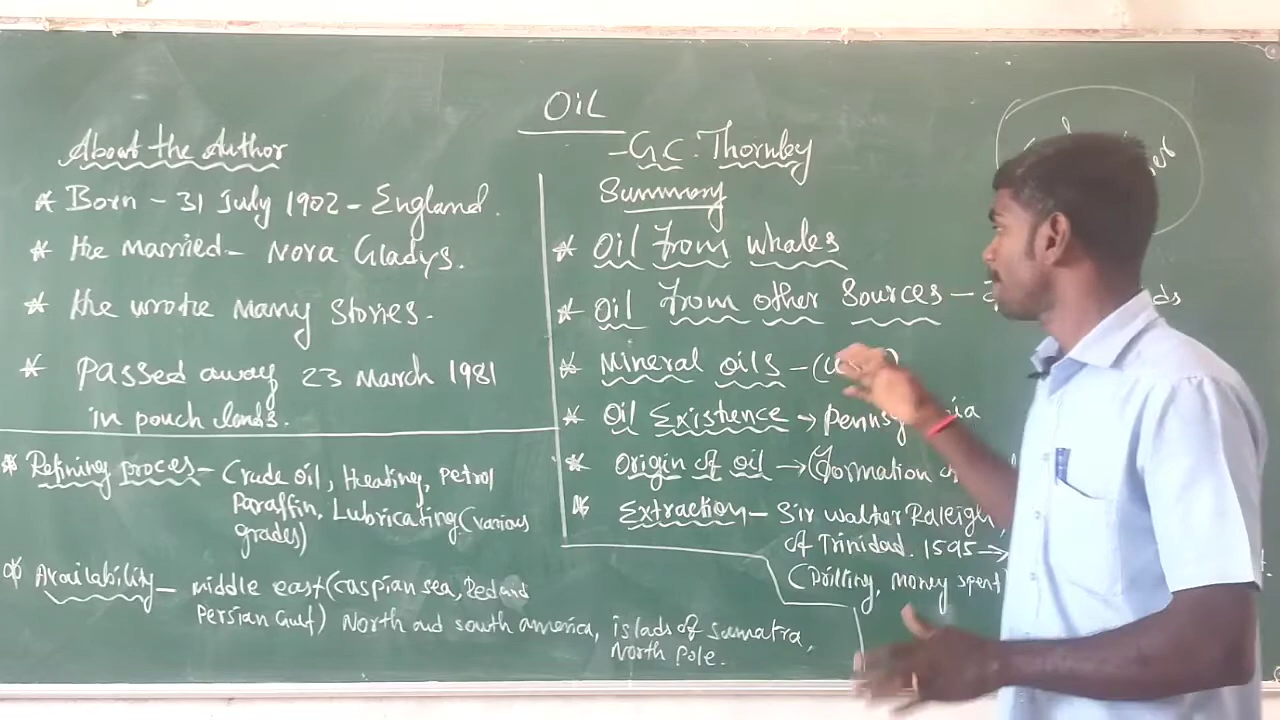 Oil
- G.C. Thornley
About the Author
* Born - 31 July 1902 - England.
* He married - Nora Gladys.
* He wrote many stories.
* Passed away 23 March 1981
in pouch lands.
* Refining proces - Crude oil, Heating, Petrol
Paraffin, Lubricating (various
grades)
* Availability - middle east (Caspian sea, Red and
Persian Gulf) North and south america, islads of Sumatra,
North Pole.
Summary
* Oil from whales
* Oil from other Sources -
* Mineral oils -
* Oil Existence →
* Origin of oil → (Formation
* Extraction - Sir Walter Raleigh,
of Trinidad. 1595 →
(Drilling, money spent